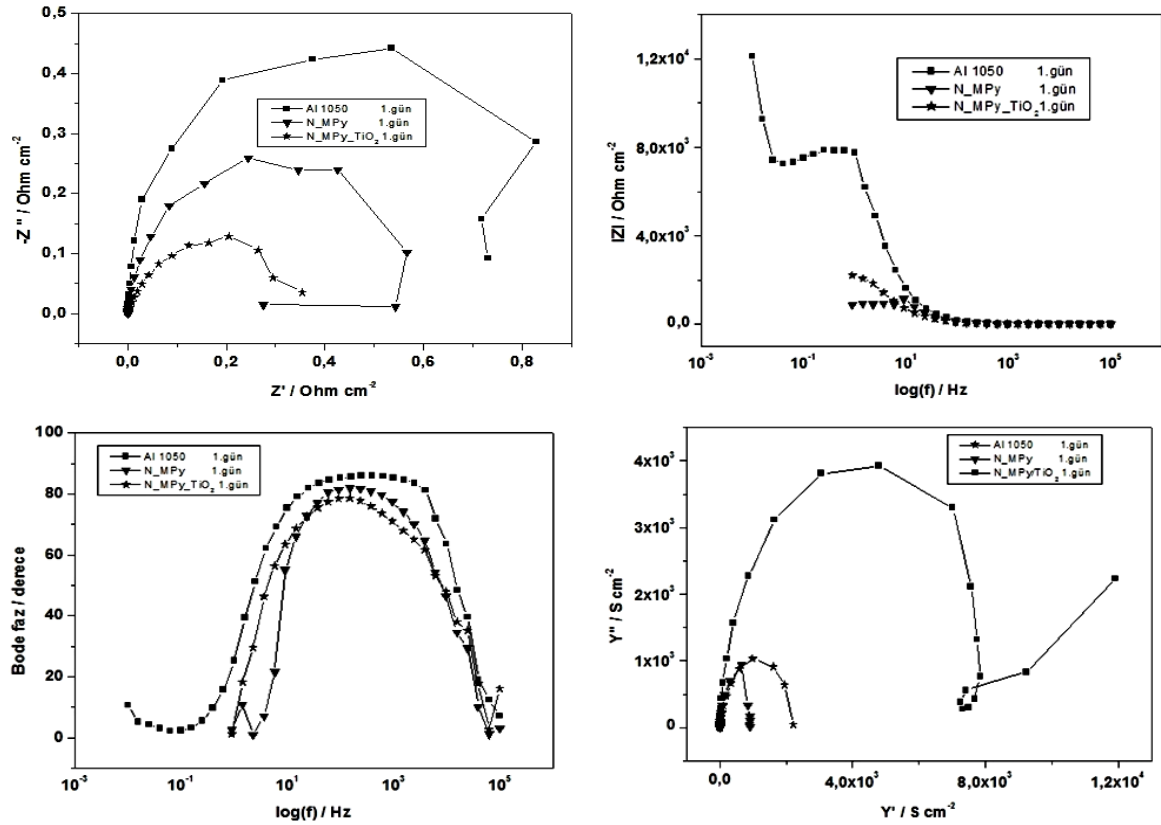 0,5
0,4
0,3
0,2
0,1
0,0
-Z'' / Ohm cm⁻²
Al 1050 1.gün
N_MPy 1.gün
N_MPy_TiO₂ 1.gün
0,0 0,2 0,4 0,6 0,8
Z' / Ohm cm⁻²
1,2x10⁴
8,0x10³
4,0x10³
0,0
|Z| / Ohm cm⁻²
Al 1050 1.gün
N_MPy 1.gün
N_MPy_TiO₂ 1.gün
10⁻³ 10⁻¹ 10¹ 10³ 10⁵
log(f) / Hz
100
80
60
40
20
0
Bode faz / derece
Al 1050 1.gün
N_MPy 1.gün
N_MPy_TiO₂ 1.gün
10⁻³ 10⁻¹ 10¹ 10³ 10⁵
log(f) / Hz
4x10³
3x10³
2x10³
1x10³
0
Y'' / S cm⁻²
Al 1050 1.gün
N_MPy 1.gün
N_MPy/TiO₂ 1.gün
0,0 4,0x10³ 8,0x10³ 1,2x10⁴
Y' / S cm⁻²